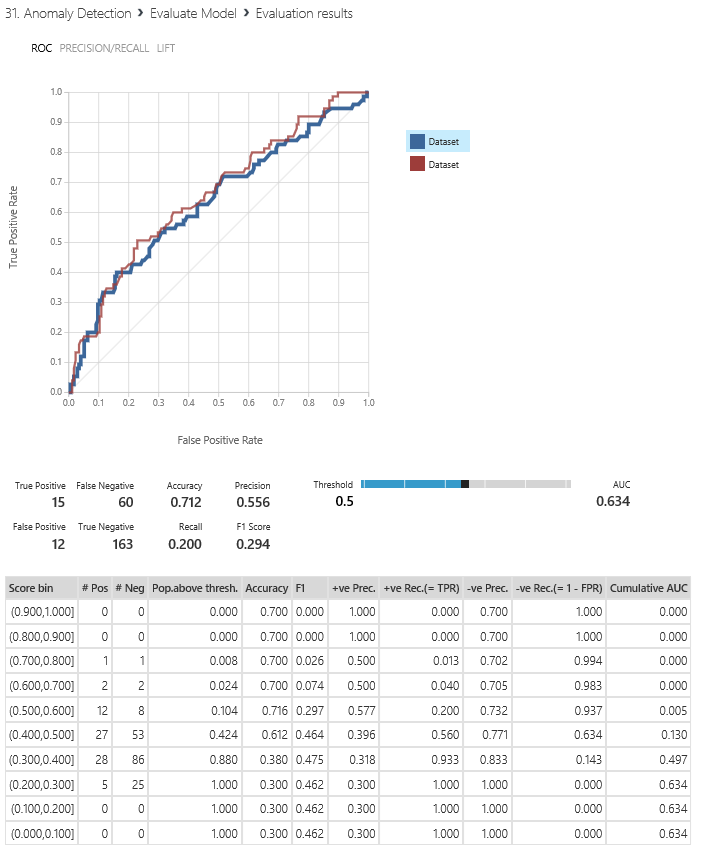 31. Anomaly Detection > Evaluate Model > Evaluation results
ROC PRECISION/RECALL LIFT
1.0
0.9
0.8
0.7
0.6
0.5
0.4
0.3
0.2
0.1
0.0
True Positive Rate
0.0 0.1 0.2 0.3 0.4 0.5 0.6 0.7 0.8 0.9 1.0
False Positive Rate
Dataset
Dataset
True Positive False Negative Accuracy Precision Threshold AUC
15 60 0.712 0.556 0.5 0.634
False Positive True Negative Recall F1 Score
12 163 0.200 0.294
Score bin # Pos # Neg Pop.above thresh. Accuracy F1 +ve Prec. +ve Rec.(= TPR) -ve Prec. -ve Rec.(= 1 - FPR) Cumulative AUC
(0.900,1.000] 0 0 0.000 0.700 0.000 1.000 0.000 0.700 1.000 0.000
(0.800,0.900] 0 0 0.000 0.700 0.000 1.000 0.000 0.700 1.000 0.000
(0.700,0.800] 1 1 0.008 0.700 0.026 0.500 0.013 0.702 0.994 0.000
(0.600,0.700] 2 2 0.024 0.700 0.074 0.500 0.040 0.705 0.983 0.000
(0.500,0.600] 12 8 0.104 0.716 0.297 0.577 0.200 0.732 0.937 0.005
(0.400,0.500] 27 53 0.424 0.612 0.464 0.396 0.560 0.771 0.634 0.130
(0.300,0.400] 28 86 0.880 0.380 0.475 0.318 0.933 0.833 0.143 0.497
(0.200,0.300] 5 25 1.000 0.300 0.462 0.300 1.000 1.000 0.000 0.634
(0.100,0.200] 0 0 1.000 0.300 0.462 0.300 1.000 1.000 0.000 0.634
(0.000,0.100] 0 0 1.000 0.300 0.462 0.300 1.000 1.000 0.000 0.634